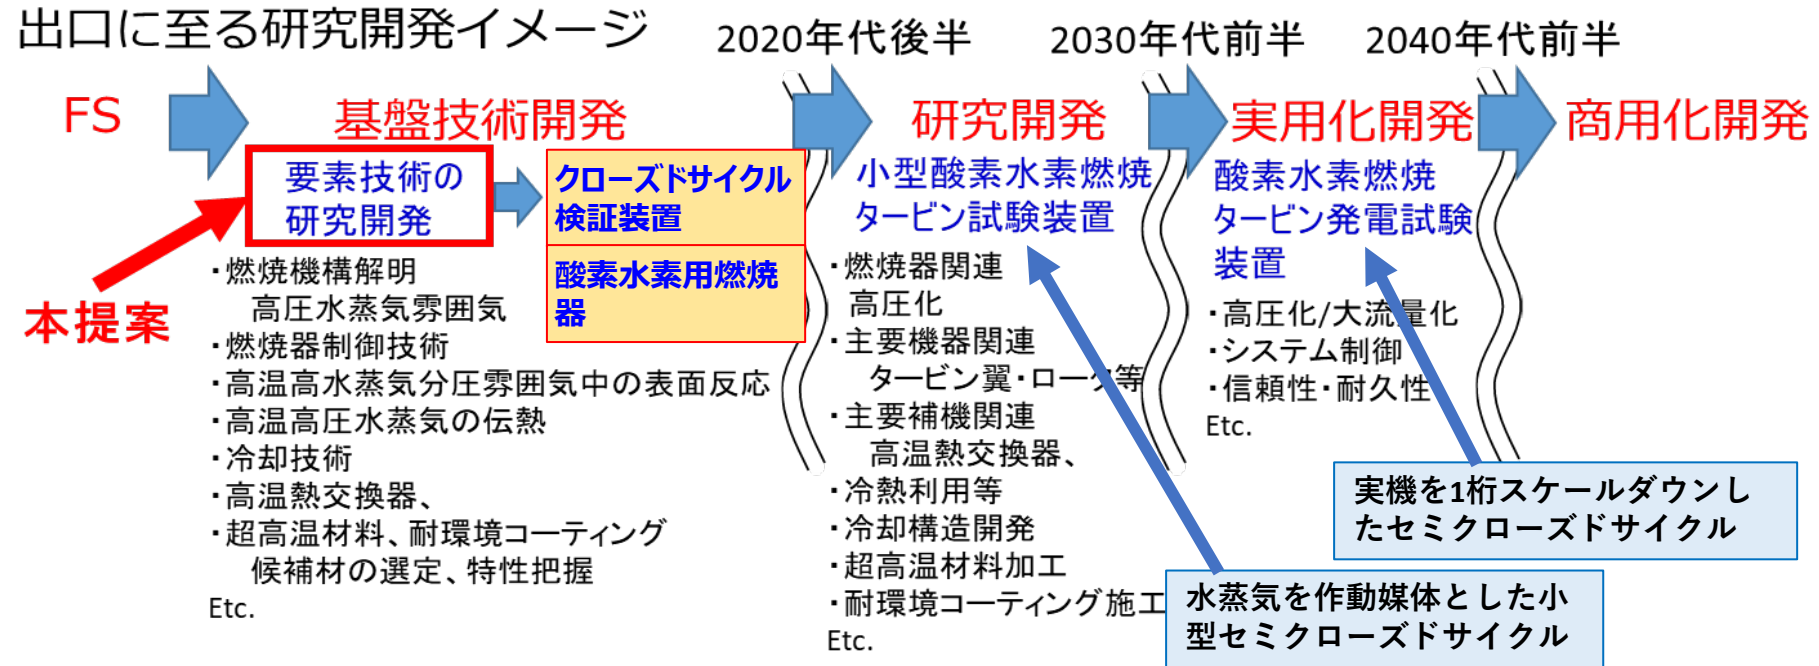 出口に至る研究開発イメージ
2020年代後半
2030年代前半
2040年代前半
FS
基盤技術開発
研究開発
実用化開発
商用化開発
要素技術の
研究開発
クローズドサイクル
検証装置
酸素水素用燃焼
器
本提案
・燃焼機構解明
高圧水蒸気雰囲気
・燃焼器制御技術
・高温高水蒸気分圧雰囲気中の表面反応
・高温高圧水蒸気の伝熱
・冷却技術
・高温熱交換器、
・超高温材料、耐環境コーティング
候補材の選定、特性把握
Etc.
小型酸素水素燃焼
タービン試験装置
・燃焼器関連
高圧化
・主要機器関連
タービン翼・ロータ等
・主要補機関連
高温熱交換器、
・冷熱利用等
・冷却構造開発
・超高温材料加工
・耐環境コーティング施工
Etc.
酸素水素燃焼
タービン発電試験
装置
・高圧化/大流量化
・システム制御
・信頼性・耐久性
Etc.
実機を1桁スケールダウンし
たセミクローズドサイクル
水蒸気を作動媒体とした小
型セミクローズドサイクル